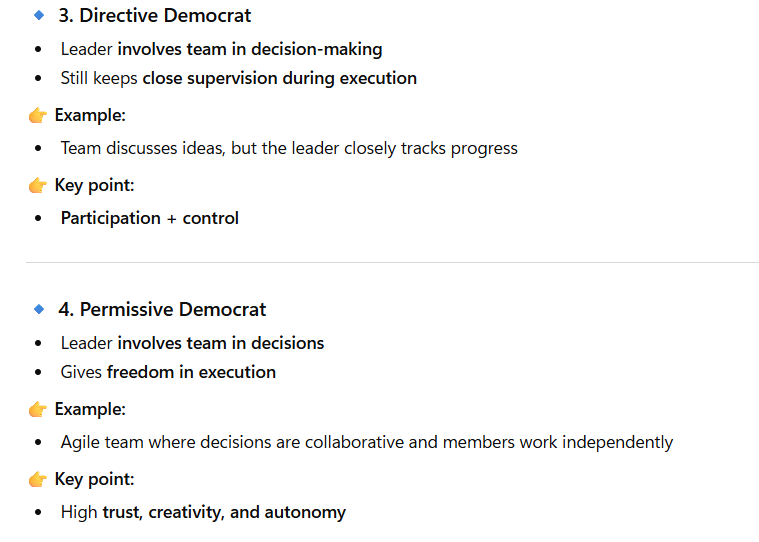 🔹 3. Directive Democrat
• Leader involves team in decision-making
• Still keeps close supervision during execution
👉 Example:
• Team discusses ideas, but the leader closely tracks progress
👉 Key point:
• Participation + control
🔹 4. Permissive Democrat
• Leader involves team in decisions
• Gives freedom in execution
👉 Example:
• Agile team where decisions are collaborative and members work independently
👉 Key point:
• High trust, creativity, and autonomy